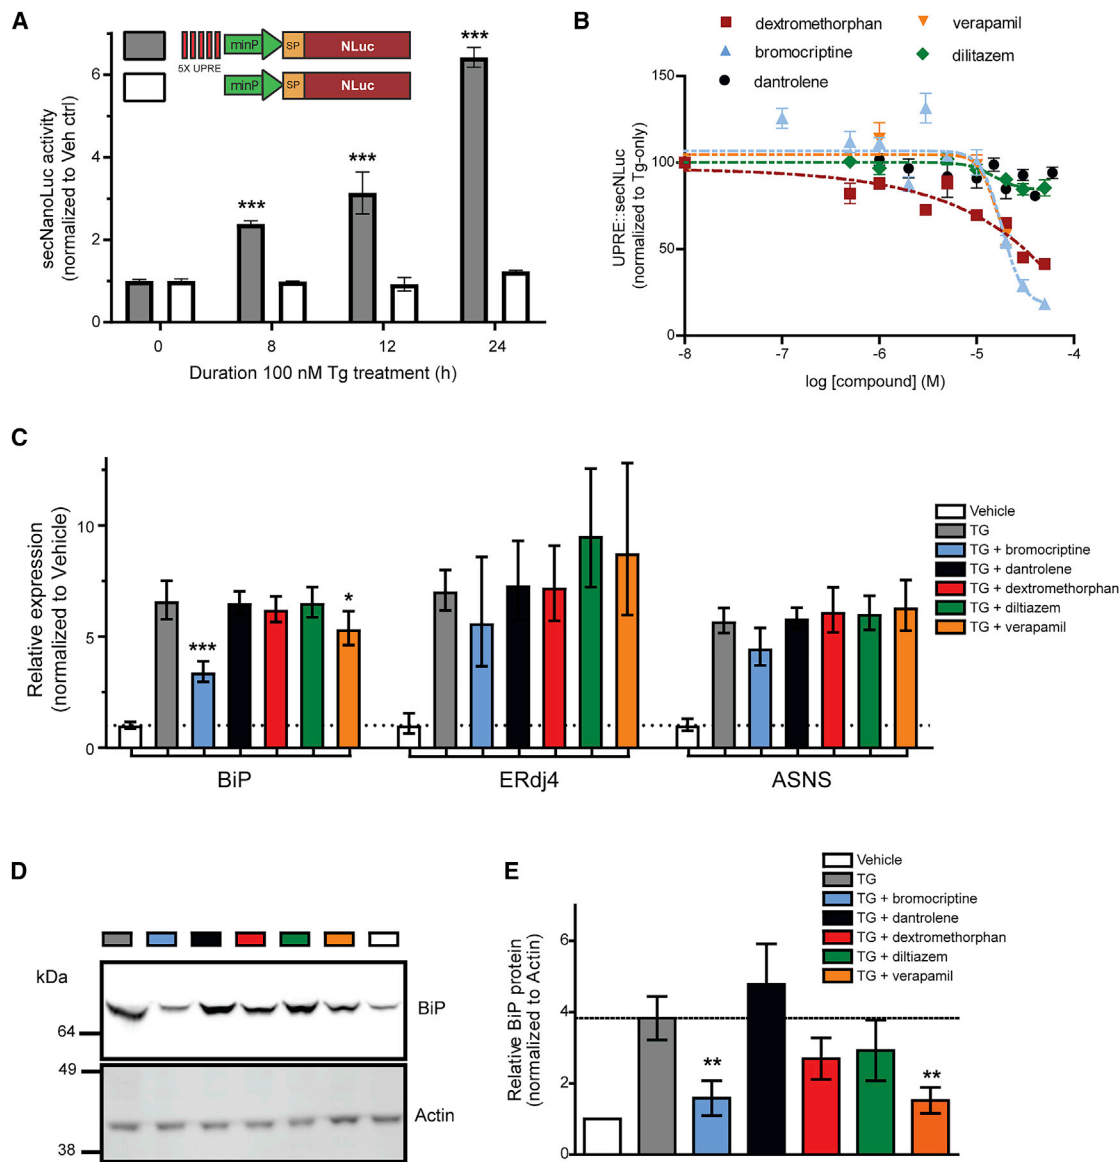 A
secNanoLuc activity
(normalized to Veh ctrl)
6
4
2
0
5X UPRE
minP
SP
NLuc
minP
SP
NLuc
***
***
***
0
8
12
24
Duration 100 nM Tg treatment (h)
B
dextromethorphan
bromocriptine
dantrolene
verapamil
dilitazem
UPRE::secNLuc
(normalized to Tg-only)
150
100
50
0
-8
-7
-6
-5
-4
log [compound] (M)
C
Relative expression
(normalized to Vehicle)
10
5
0
***
*
BiP
ERdj4
ASNS
Vehicle
TG
TG + bromocriptine
TG + dantrolene
TG + dextromethorphan
TG + diltiazem
TG + verapamil
D
kDa
64
49
38
BiP
Actin
E
Relative BiP protein
(normalized to Actin)
6
4
2
0
**
**
Vehicle
TG
TG + bromocriptine
TG + dantrolene
TG + dextromethorphan
TG + diltiazem
TG + verapamil